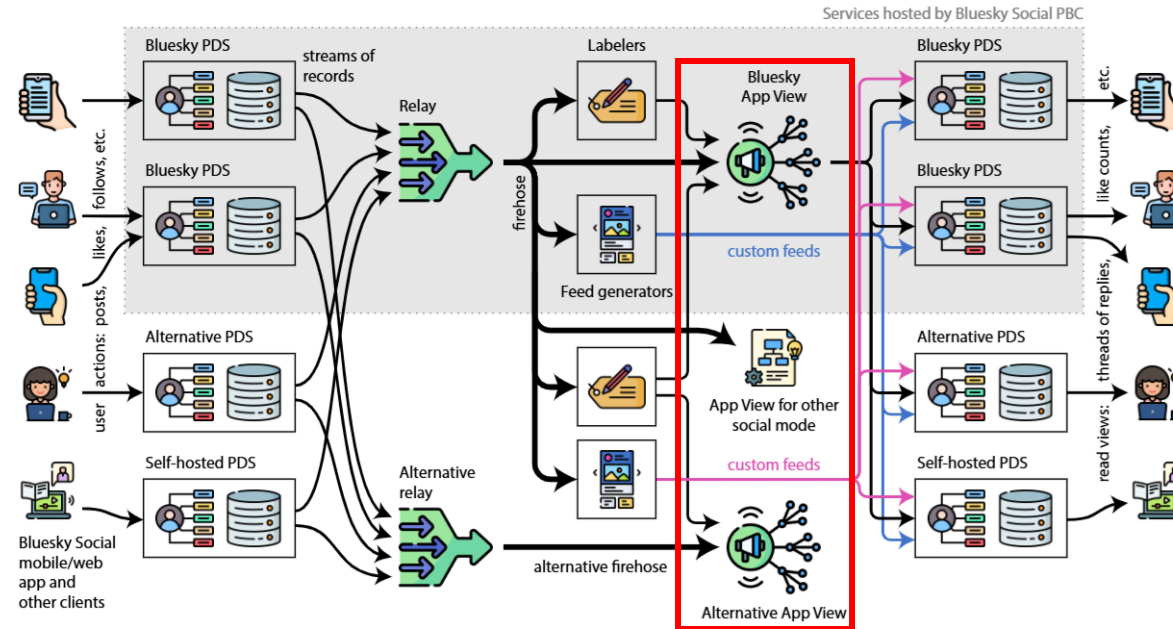 Services hosted by Bluesky Social PBC
Bluesky PDS
streams of
records
Labelers
Bluesky
App View
Bluesky PDS
etc.
Relay
follows, etc.
Bluesky PDS
firehose
Bluesky PDS
like counts,
likes,
custom feeds
Feed generators
posts,
Alternative PDS
threads of replies,
Alternative PDS
user actions:
App View for other
social mode
read views:
Self-hosted PDS
Alternative
relay
custom feeds
Self-hosted PDS
Bluesky Social
mobile/web
app and
other clients
alternative firehose
Alternative App View